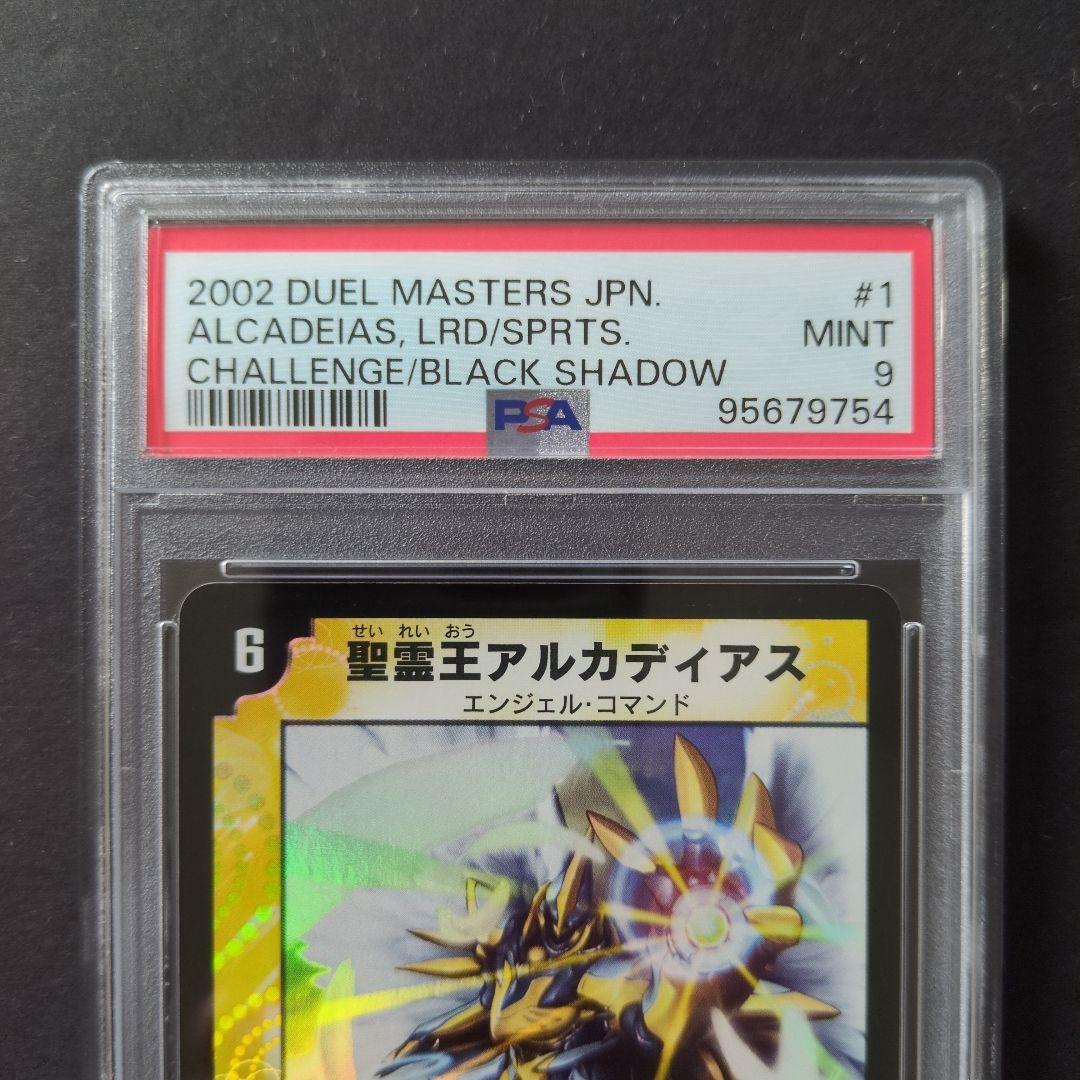 2002 DUEL MASTERS JPN. #1
ALCADEIAS, LRD/SPRTS. MINT
CHALLENGE/BLACK SHADOW 9
PSA 95679754
せい れい おう
6 聖霊王アルカディアス
エンジェル・コマンド